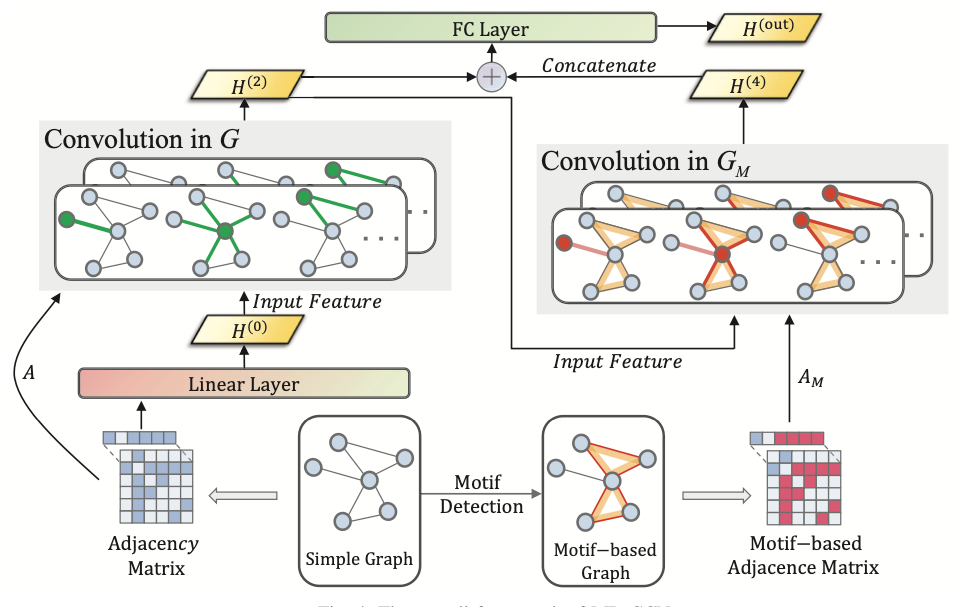 FC Layer
H(out)
Concatenate
H(2)
H(4)
Convolution in G
Convolution in GM
...
...
...
...
Input Feature
H(0)
Input Feature
A
Linear Layer
AM
Motif
Detection
Simple Graph
Motif−based
Graph
Adjacency
Matrix
Motif−based
Adjacence Matrix